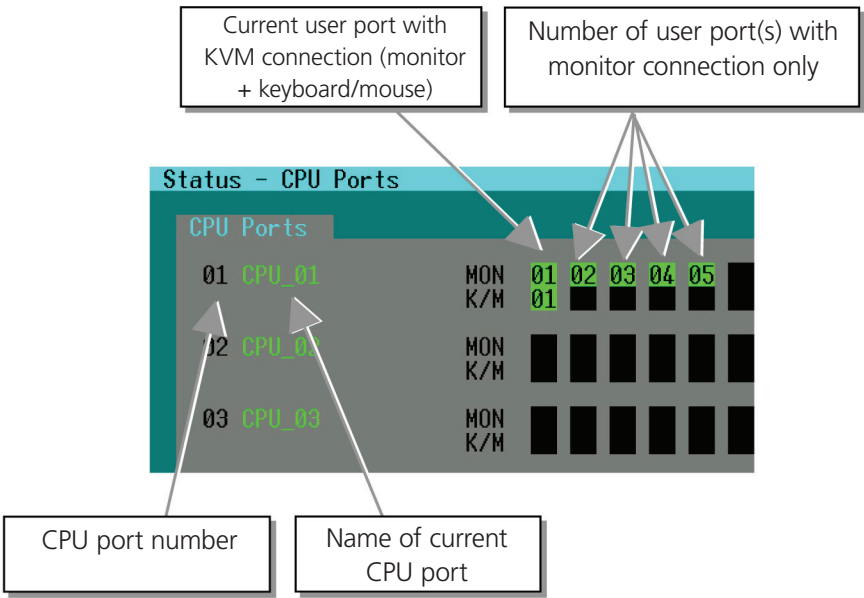 Current user port with
KVM connection (monitor
+ keyboard/mouse)
Number of user port(s) with
monitor connection only
Status - CPU Ports
CPU Ports
01 CPU_01 MON 01 02 03 04 05
K/M 01
02 CPU_02 MON
K/M
03 CPU_03 MON
K/M
CPU port number
Name of current
CPU port